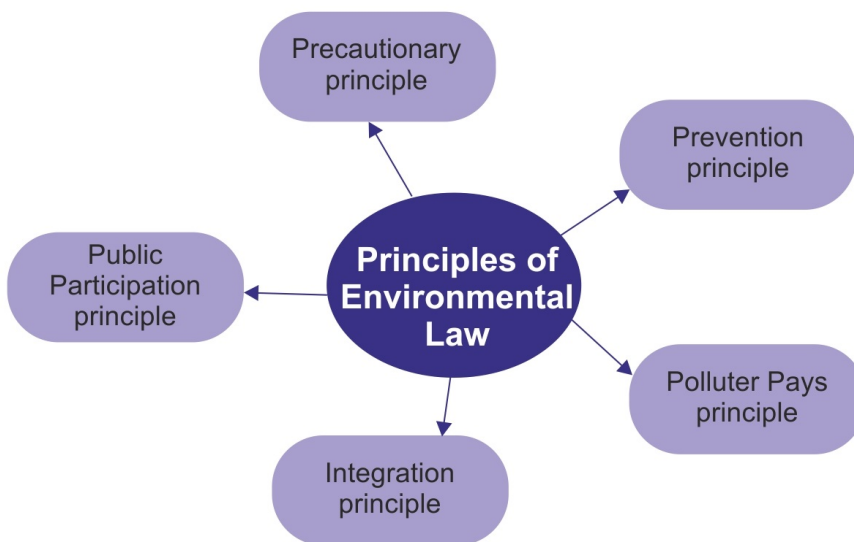 Precautionary
principle
Prevention
principle
Public
Participation
principle
Principles of
Environmental
Law
Polluter Pays
principle
Integration
principle